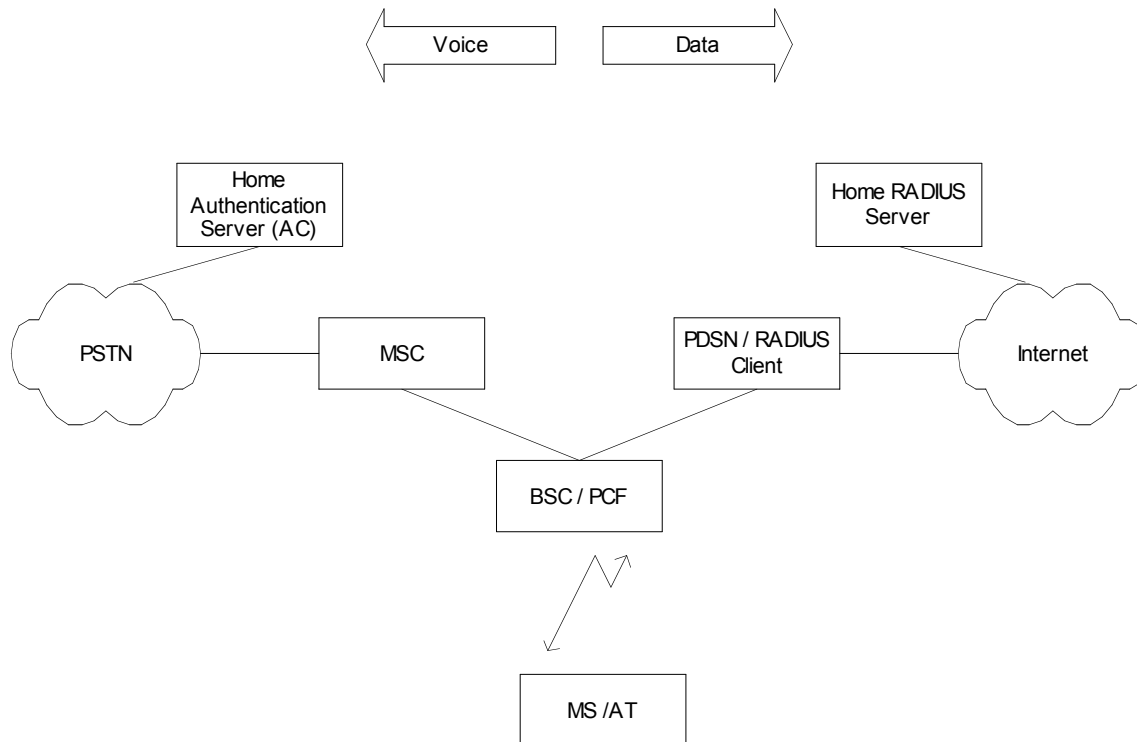 Voice
Data
Home
Authentication
Server (AC)
Home RADIUS
Server
PSTN
MSC
PDSN / RADIUS
Client
Internet
BSC / PCF
MS /AT